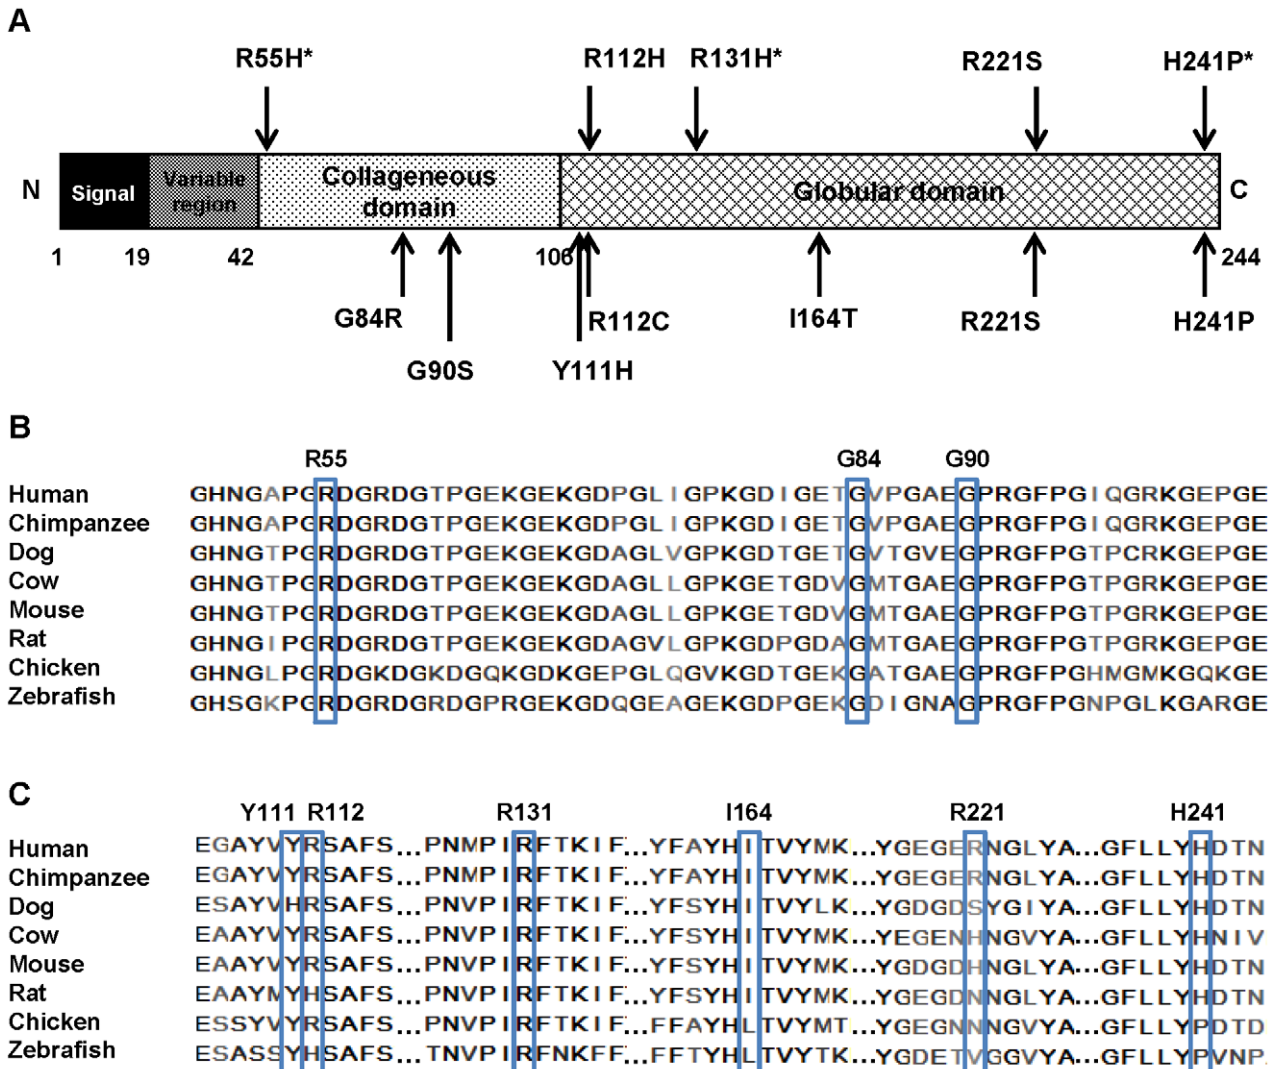 A
R55H* R112H R131H* R221S H241P*
N Signal Variable region Collageneous domain Globular domain C
1 19 42 106 244
G84R R112C I164T R221S H241P
G90S Y111H
B
R55 G84 G90
Human GHNGAPGRDGRDGTPGEKGEKGDPGLIGPKGDIGETGVPGAEGPRGFPGIQGRKGEPGE
Chimpanzee GHNGAPGRDGRDGTPGEKGEKGDPGLIGPKGDIGETGVPGAEGPRGFPGIQGRKGEPGE
Dog GHNGTPGRDGRDGTPGEKGEKGDAGLVGPKGDTGETGVTGVEGPRGFPGTPCRKGEPGE
Cow GHNGTPGRDGRDGTPGEKGEKGDAGLLGPKGETGDVGMTGAEGPRGFPGTPGRKGEPGE
Mouse GHNGTPGRDGRDGTPGEKGEKGDAGLLGPKGETGDVGMTGAEGPRGFPGTPGRKGEPGE
Rat GHNGIPGRDGRDGTPGEKGEKGDAGVLGPKGDPGDAGMTGAEGPRGFPGTPGRKGEPGE
Chicken GHNGLPGRDGKDGKDGQKGDKGEPGLQGVKGDTGEKGATGAEGPRGFPGHMGMKGQKGE
Zebrafish GHSGKPGRDGRDGRDGPRGEKGDQGEAGEKGDPGEKGDIGNAGPRGFPGNPGLKGARGE
C
Y111 R112 R131 I164 R221 H241
Human EGAYVYRSAFS...PNMPIRFTKIF...YFAYHITVYMK...YGEGERNGLYA...GFLLYHDTN
Chimpanzee EGAYVYRSAFS...PNMPIRFTKIF...YFAYHITVYMK...YGEGERNGLYA...GFLLYHDTN
Dog ESAYVHRSAFS...PNVPIRFTKIF...YFSYHITVYLK...YGDGDSYGIYA...GFLLYHDTN
Cow EAAYVYRSAFS...PNVPIRFTKIF...YFSYHITVYMK...YEGENHNGVYA...GFLLYHNIV
Mouse EAAYVYRSAFS...PNVPIRFTKIF...YFSYHITVYMK...YGDGDHNGLYA...GFLLYHDTN
Rat EAAYMYHSAFS...PNVPIRFTKIF...YFSYHITVYMK...YGEGDNNGLYA...GFLLYHDTN
Chicken ESSYVYRSAFS...PNVPIRFTKIF...FFAYHLTVYMT...YGEGNNNGVYA...GFLLYPDTD
Zebrafish ESASSYHSAFS...TNVPIRFNKFF...FFTYHLTVYTK...YGDETVGGVYA...GFLLYPVNP